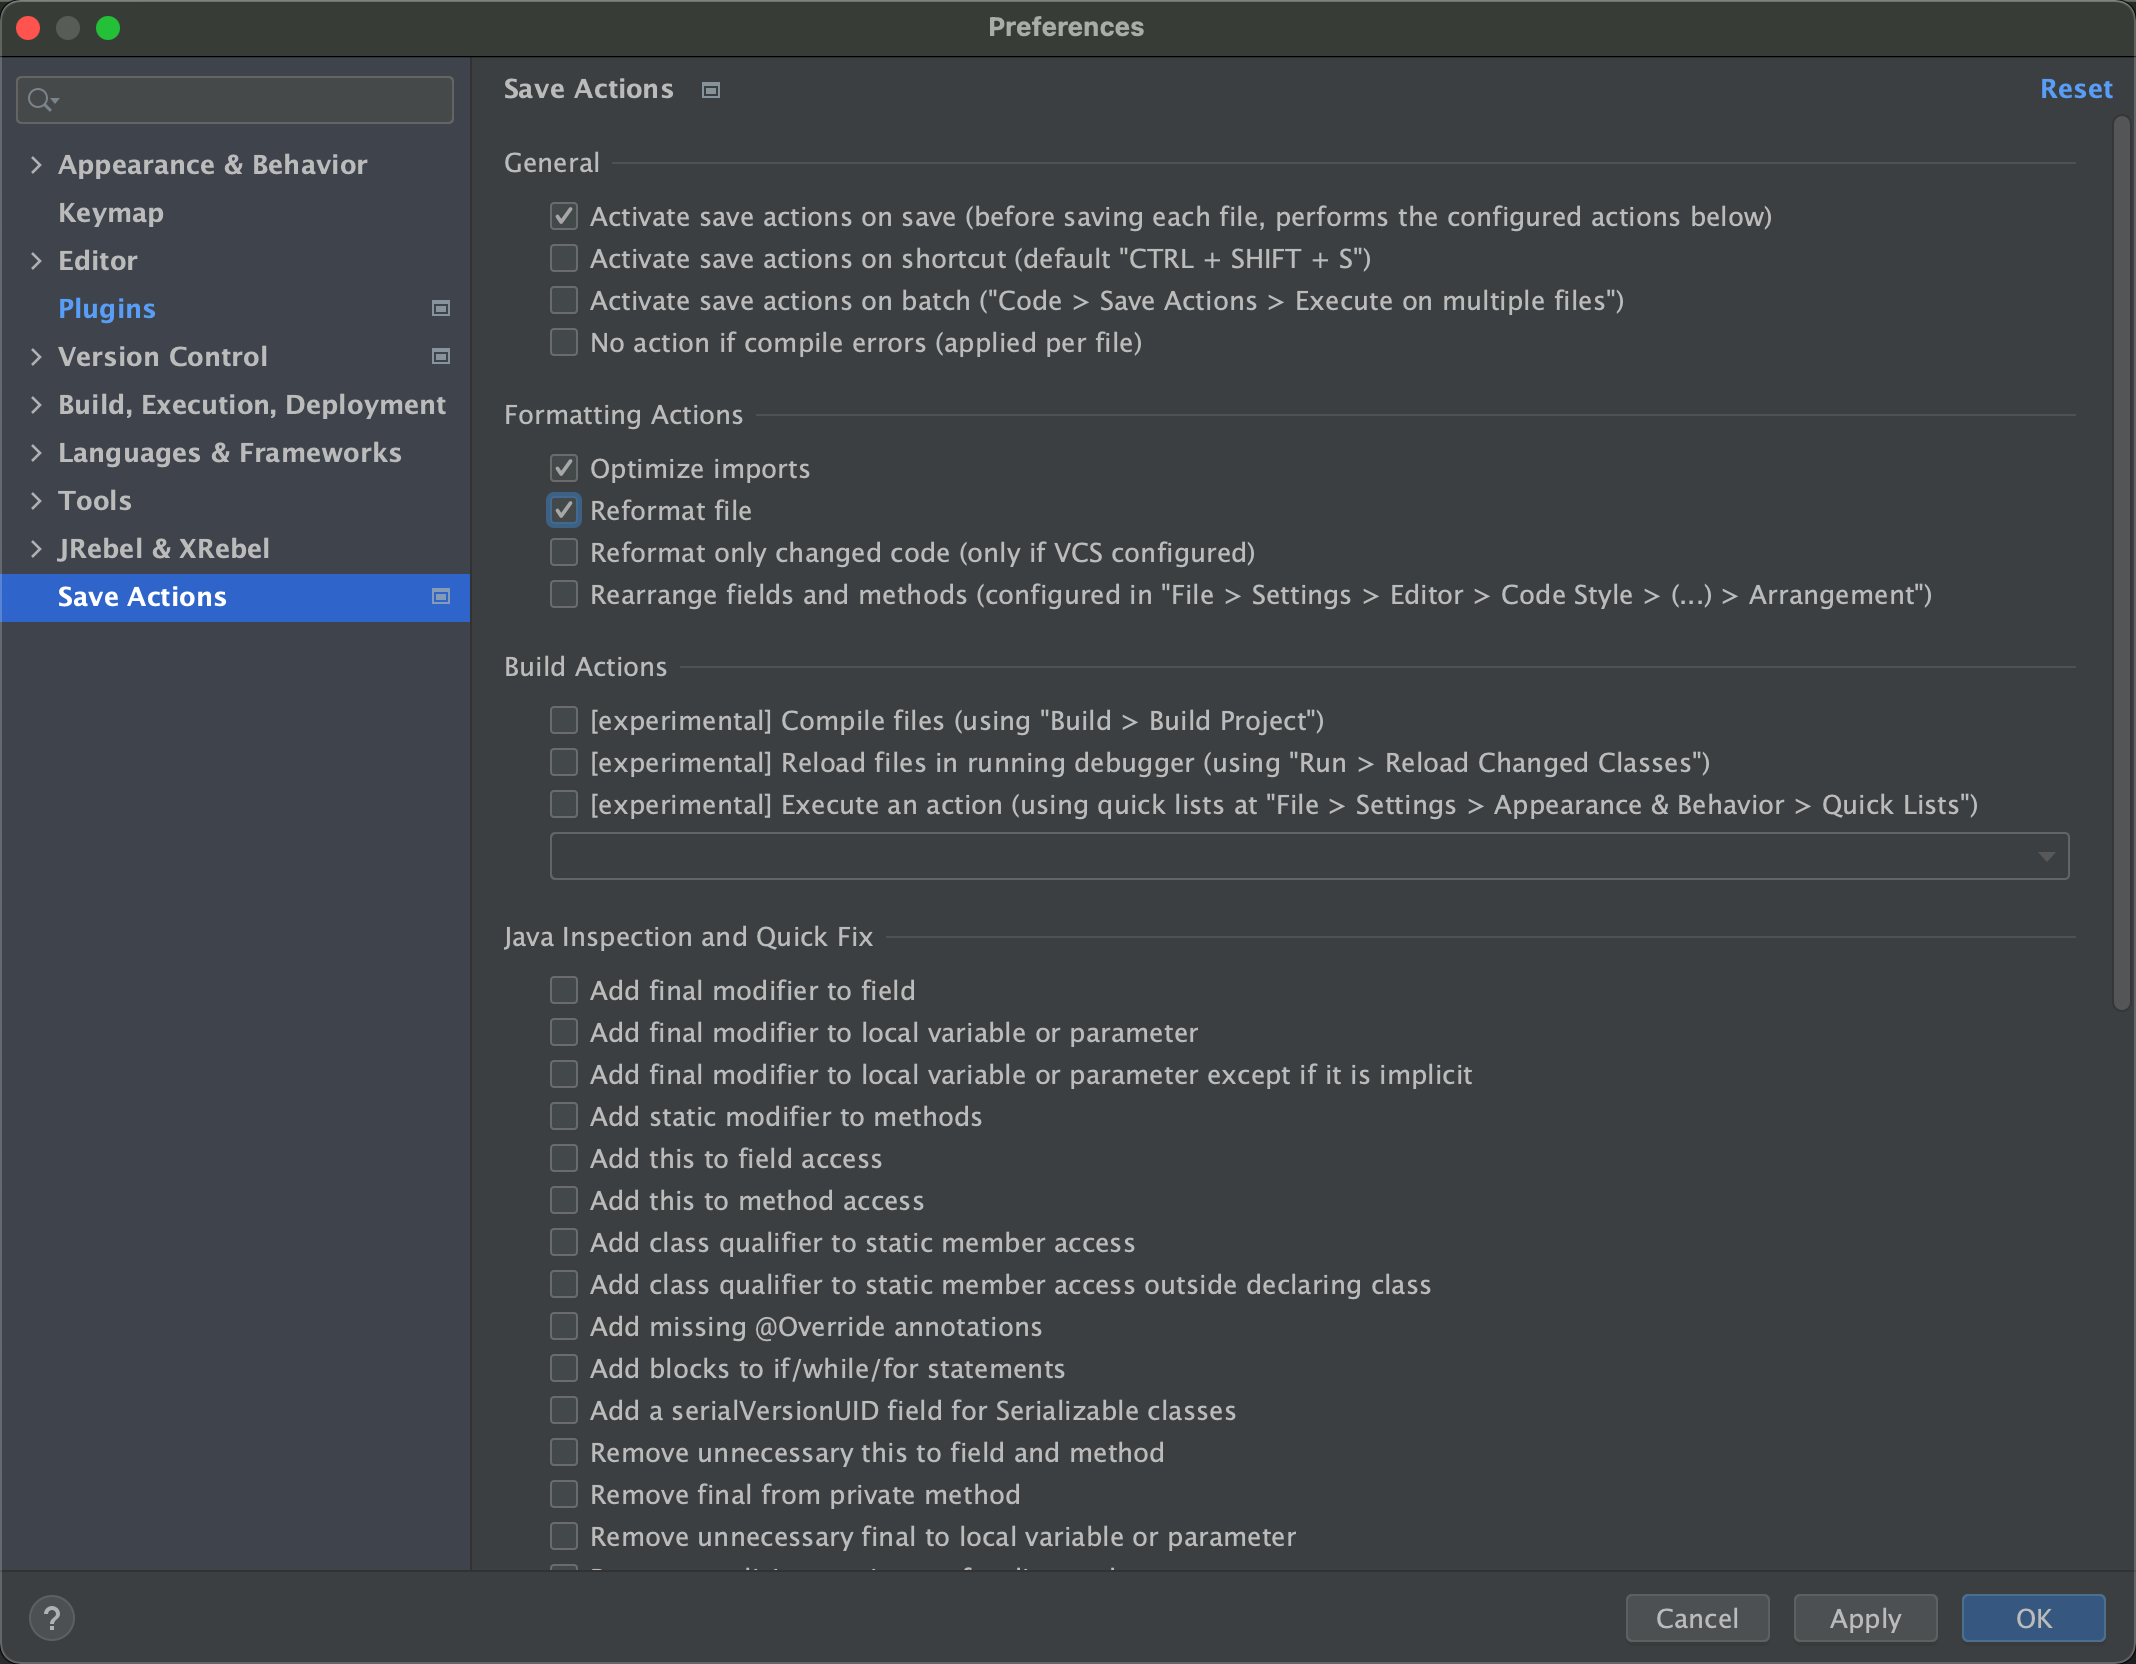 Preferences
Appearance & Behavior
Keymap
Editor
Plugins
Version Control
Build, Execution, Deployment
Languages & Frameworks
Tools
JRebel & XRebel
Save Actions
Save Actions
Reset
General
Activate save actions on save (before saving each file, performs the configured actions below)
Activate save actions on shortcut (default "CTRL + SHIFT + S")
Activate save actions on batch ("Code > Save Actions > Execute on multiple files")
No action if compile errors (applied per file)
Formatting Actions
Optimize imports
Reformat file
Reformat only changed code (only if VCS configured)
Rearrange fields and methods (configured in "File > Settings > Editor > Code Style > (...) > Arrangement")
Build Actions
[experimental] Compile files (using "Build > Build Project")
[experimental] Reload files in running debugger (using "Run > Reload Changed Classes")
[experimental] Execute an action (using quick lists at "File > Settings > Appearance & Behavior > Quick Lists")
Java Inspection and Quick Fix
Add final modifier to field
Add final modifier to local variable or parameter
Add final modifier to local variable or parameter except if it is implicit
Add static modifier to methods
Add this to field access
Add this to method access
Add class qualifier to static member access
Add class qualifier to static member access outside declaring class
Add missing @Override annotations
Add blocks to if/while/for statements
Add a serialVersionUID field for Serializable classes
Remove unnecessary this to field and method
Remove final from private method
Remove unnecessary final to local variable or parameter
?
Cancel
Apply
OK